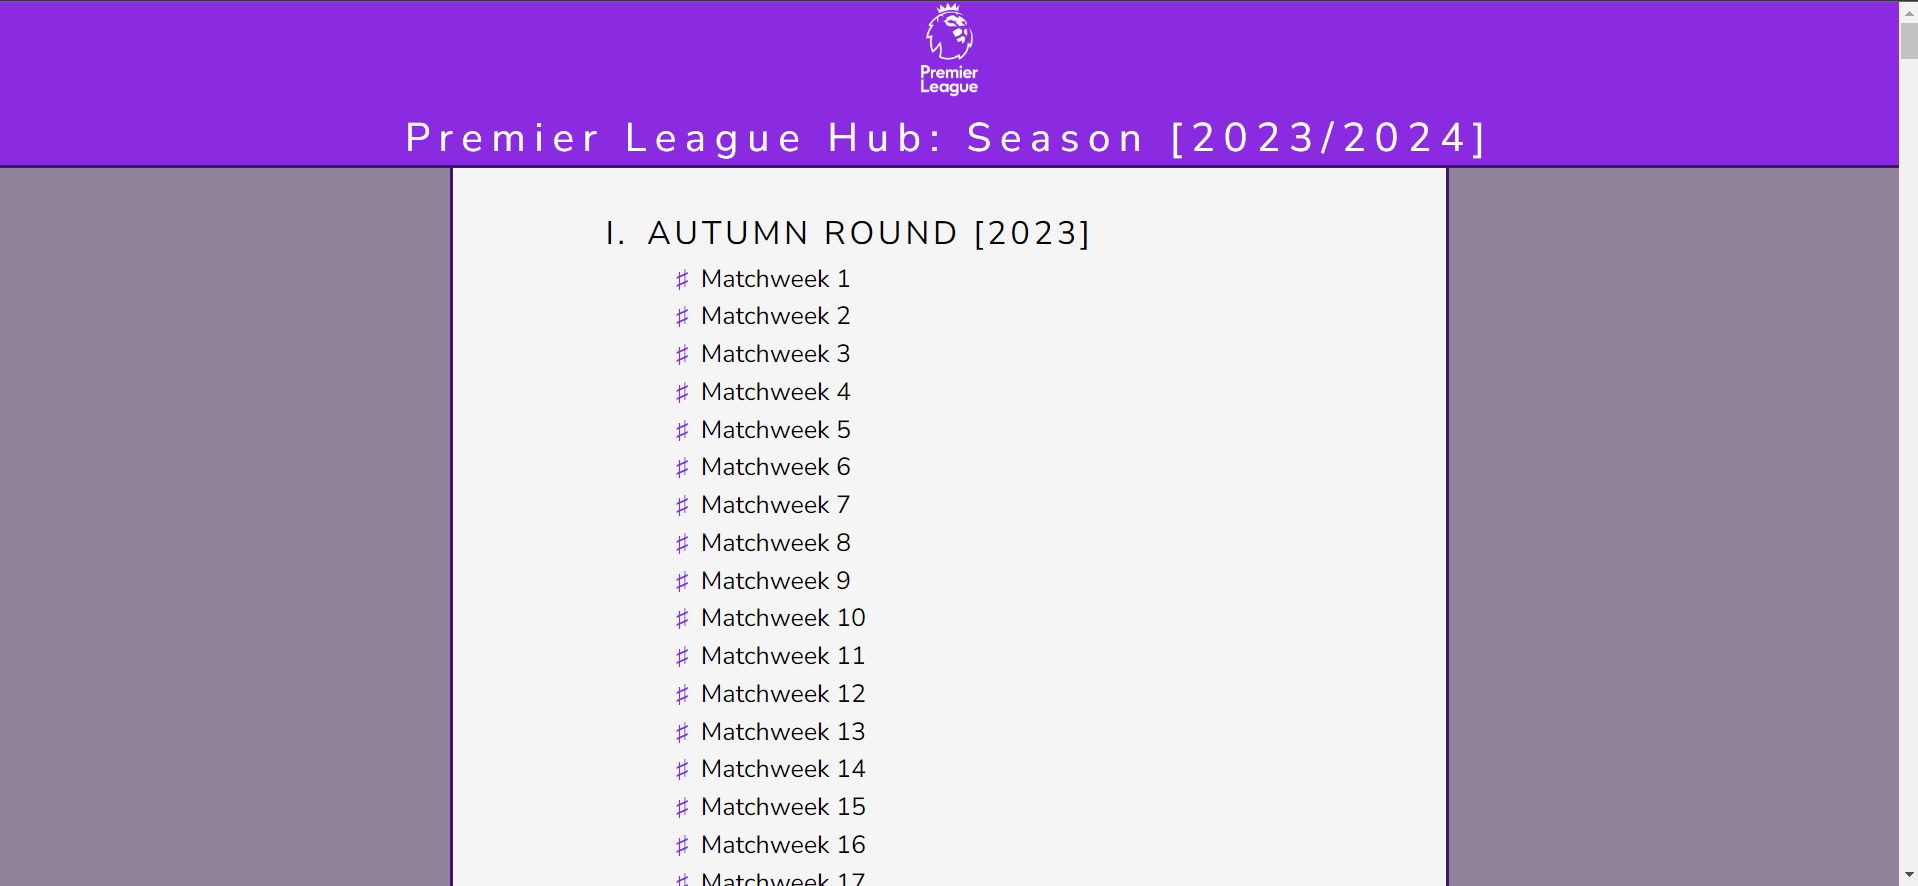 Premier
League
Premier League Hub: Season [2023/2024]
I. AUTUMN ROUND [2023]
♯ Matchweek 1
♯ Matchweek 2
♯ Matchweek 3
♯ Matchweek 4
♯ Matchweek 5
♯ Matchweek 6
♯ Matchweek 7
♯ Matchweek 8
♯ Matchweek 9
♯ Matchweek 10
♯ Matchweek 11
♯ Matchweek 12
♯ Matchweek 13
♯ Matchweek 14
♯ Matchweek 15
♯ Matchweek 16
♯ Matchweek 17